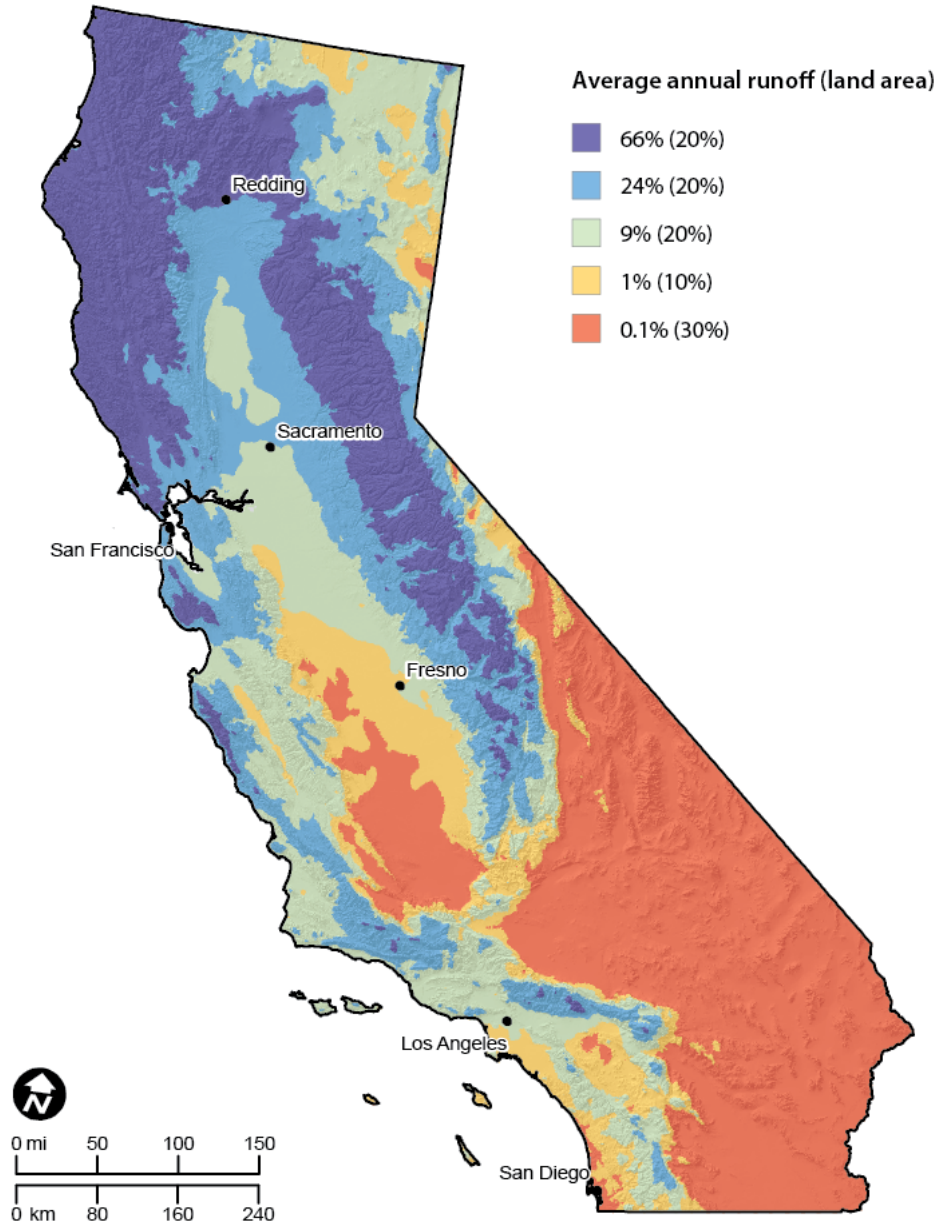 Average annual runoff (land area)
66% (20%)
24% (20%)
9% (20%)
1% (10%)
0.1% (30%)
Redding
Sacramento
San Francisco
Fresno
Los Angeles
San Diego
N
0 mi 50 100 150
0 km 80 160 240